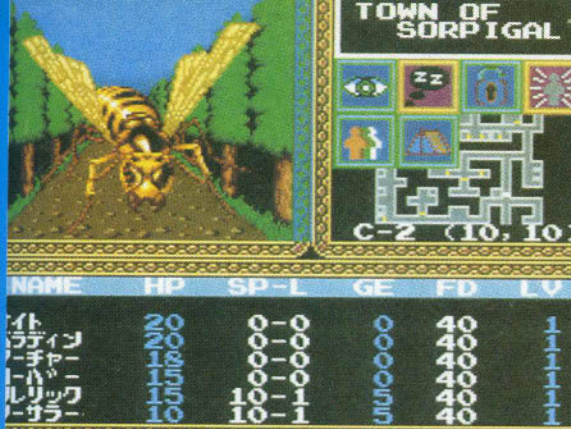 TOWN OF
SORPIGAL
zz
C-2 (10, 10)
NAME HP SP-L GE FD LV
イト 20 0-0 0 40 1
ラディン 20 0-0 0 40 1
ーチャー 18 0-0 0 40 1
ーバー 15 0-0 0 40 1
レリック 15 10-1 5 40 1
ーサラー 10 10-1 5 40 1